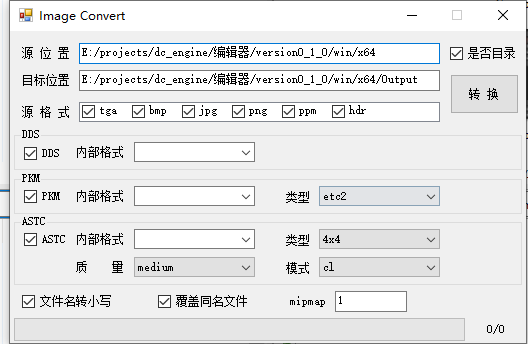 Image Convert
源 位 置 E:/projects/dc_engine/编辑器/version0_1_0/win/x64 是否目录
目标位置 E:/projects/dc_engine/编辑器/version0_1_0/win/x64/Output 转 换
源 格 式 tga bmp jpg png ppm hdr
DDS
DDS 内部格式
PKM
PKM 内部格式 类型 etc2
ASTC
ASTC 内部格式 类型 4x4
质 量 medium 模式 cl
文件名转小写 覆盖同名文件 mipmap 1
0/0